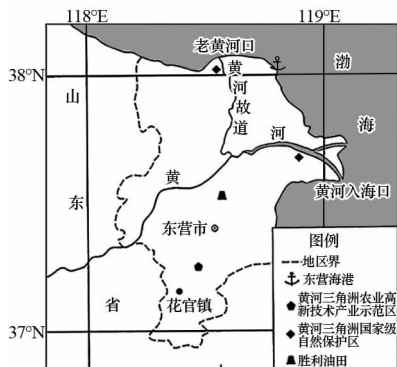 118°E
119°E
老黄河口
38°N
渤
海
山
东
省
黄
河
故
道
黄
河
黄河入海口
东营市
花官镇
37°N
图例
地区界
东营海港
黄河三角洲农业高
新技术产业示范区
黄河三角洲国家级
自然保护区
胜利油田